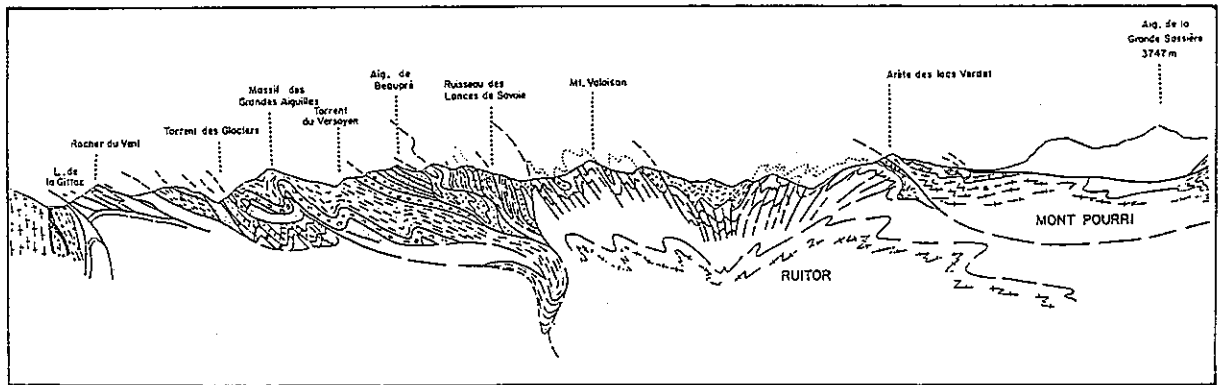 L. de
la Gittaz
Rocher du Vent
Torrent des Glaciers
Massif des
Grandes Aiguilles
Torrent
du Versoyen
Aig. de
Beaupré
Ruisseau des
Lances de Savoie
Mt. Valaisan
Arête des lacs Verdet
Aig. de la
Grande Sassière
3747 m
MONT POURRI
RUITOR